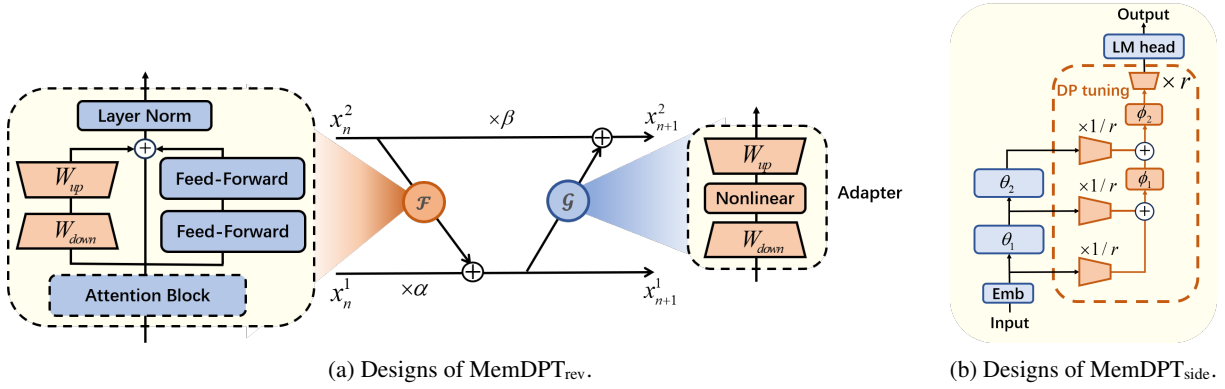 Layer Norm
W_up
W_down
Feed-Forward
Feed-Forward
Attention Block
x_n^2
×β
x_{n+1}^2
ℱ
𝒢
x_n^1
×α
x_{n+1}^1
W_up
Nonlinear
W_down
Adapter
(a) Designs of MemDPT_rev.
Output
LM head
DP tuning
× r
ϕ_2
×1/r
θ_2
×1/r
ϕ_1
θ_1
×1/r
Emb
Input
(b) Designs of MemDPT_side.